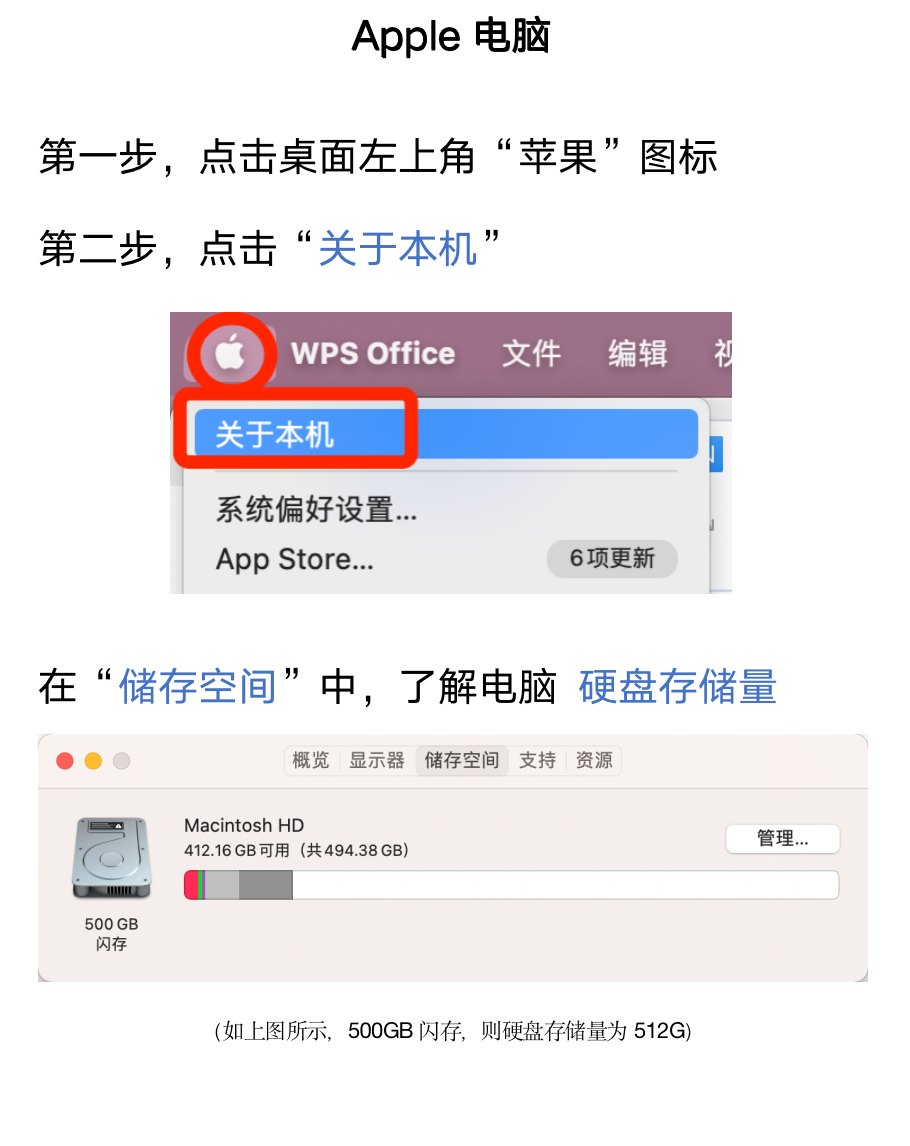 Apple 电脑
第一步，点击桌面左上角“苹果”图标
第二步，点击“关于本机”
WPS Office 文件 编辑
关于本机
系统偏好设置...
App Store... 6项更新
在“储存空间”中，了解电脑 硬盘存储量
概览 显示器 储存空间 支持 资源
Macintosh HD
412.16 GB 可用（共494.38 GB）
管理...
500 GB
闪存
(如上图所示，500GB 闪存，则硬盘存储量为 512G)